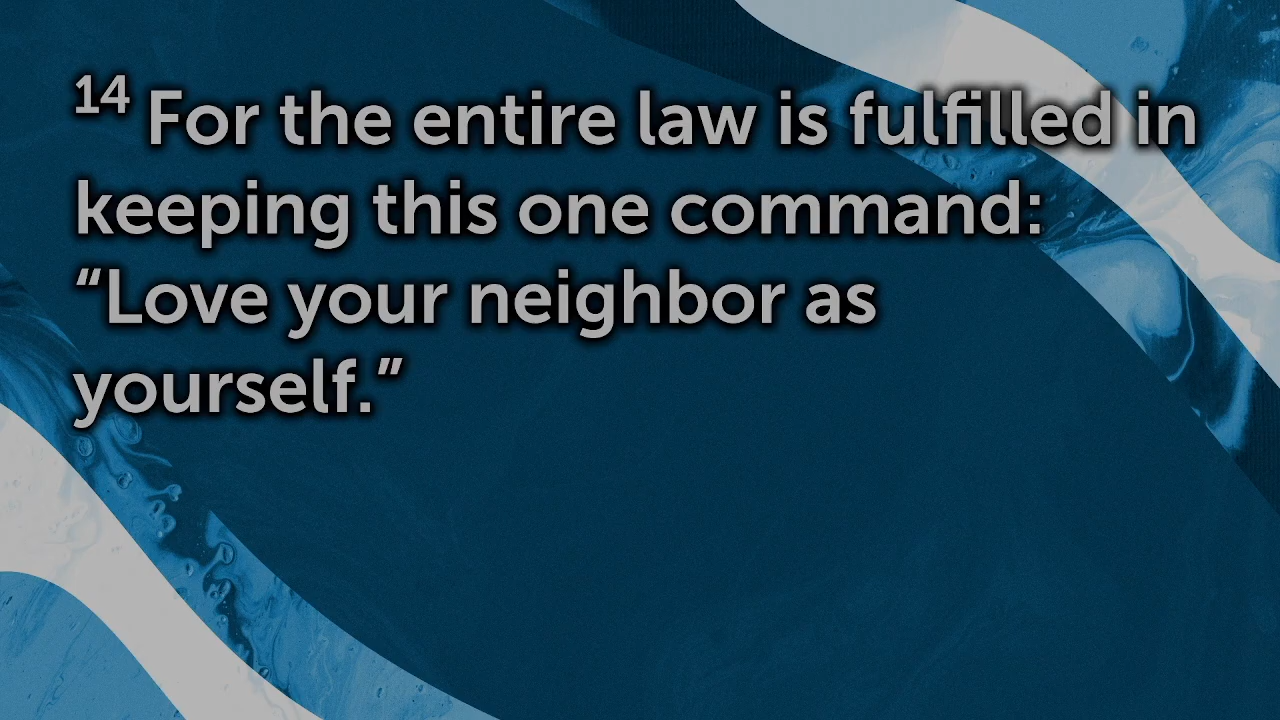 14 For the entire law is fulfilled in
keeping this one command:
“Love your neighbor as
yourself.”